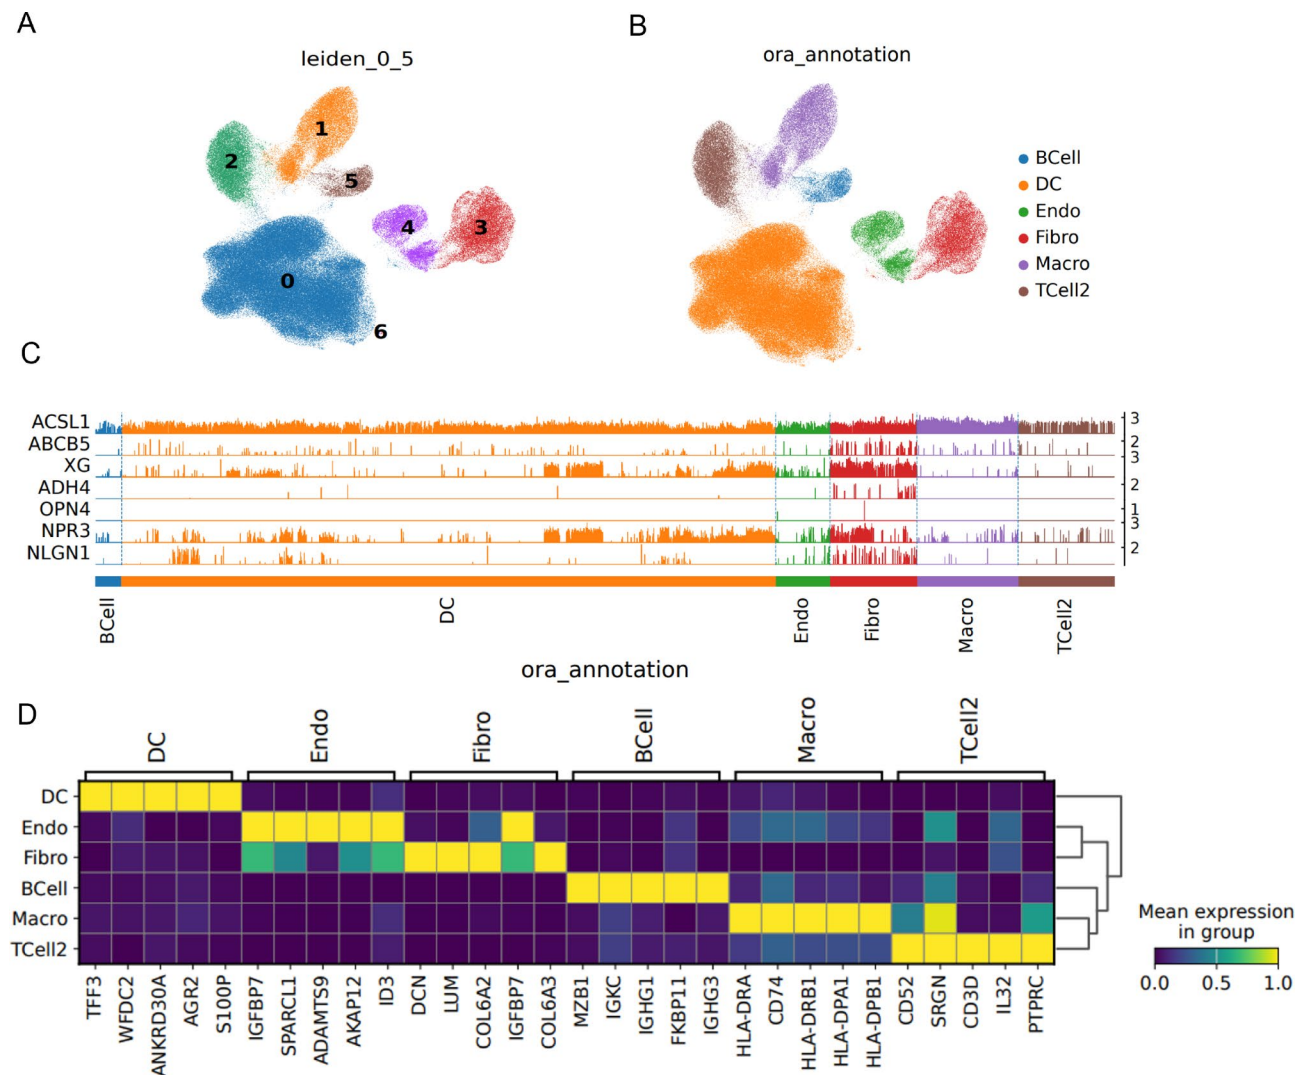 A
B
leiden_0_5
ora_annotation
1
2
5
4
3
0
6
BCell
DC
Endo
Fibro
Macro
TCell2
C
ACSL1
ABCB5
XG
ADH4
OPN4
NPR3
NLGN1
3
2
3
2
1
3
2
BCell
DC
Endo
Fibro
Macro
TCell2
ora_annotation
D
DC
Endo
Fibro
BCell
Macro
TCell2
DC
Endo
Fibro
BCell
Macro
TCell2
TFF3
WFDC2
ANKRD30A
AGR2
S100P
IGFBP7
SPARCL1
ADAMTS9
AKAP12
ID3
DCN
LUM
COL6A2
IGFBP7
COL6A3
MZB1
IGKC
IGHG1
FKBP11
IGHG3
HLA-DRA
CD74
HLA-DRB1
HLA-DPA1
HLA-DPB1
CD52
SRGN
CD3D
IL32
PTPRC
Mean expression
in group
0.0 0.5 1.0